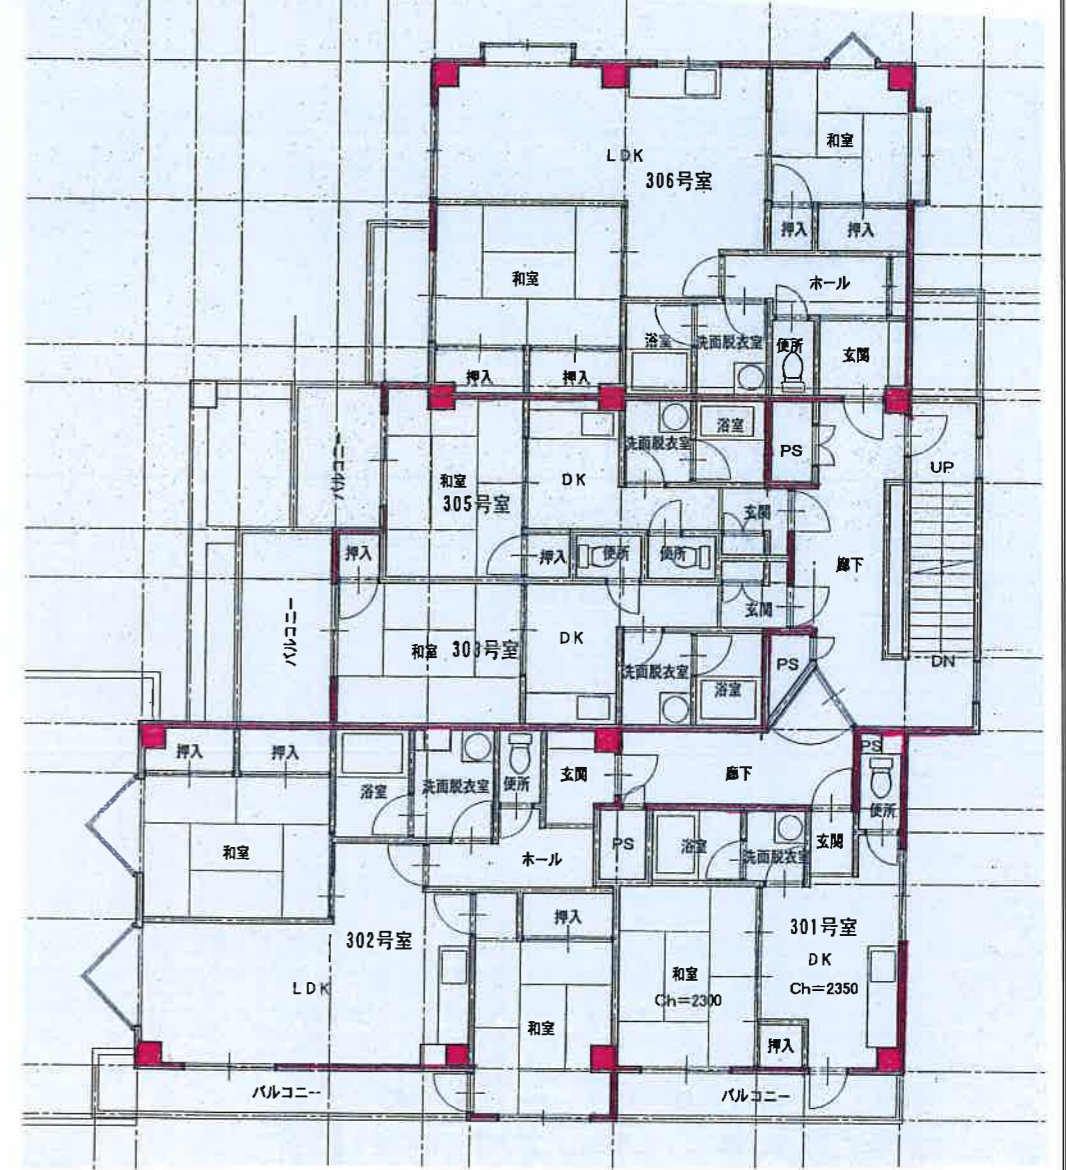 和室
LDK
306号室
押入
押入
和室
ホール
浴室
洗面脱衣室
便所
玄関
押入
押入
バルコニー
洗面脱衣室
浴室
PS
UP
和室
DK
305号室
玄関
押入
押入
便所
便所
廊下
バルコニー
玄関
和室
303号室
DK
洗面脱衣室
浴室
PS
DN
押入
押入
浴室
洗面脱衣室
便所
玄関
廊下
PS
便所
和室
ホール
PS
浴室
洗面脱衣室
玄関
押入
302号室
301号室
LDK
和室
Ch=2300
DK
Ch=2350
和室
押入
バルコニー
バルコニー